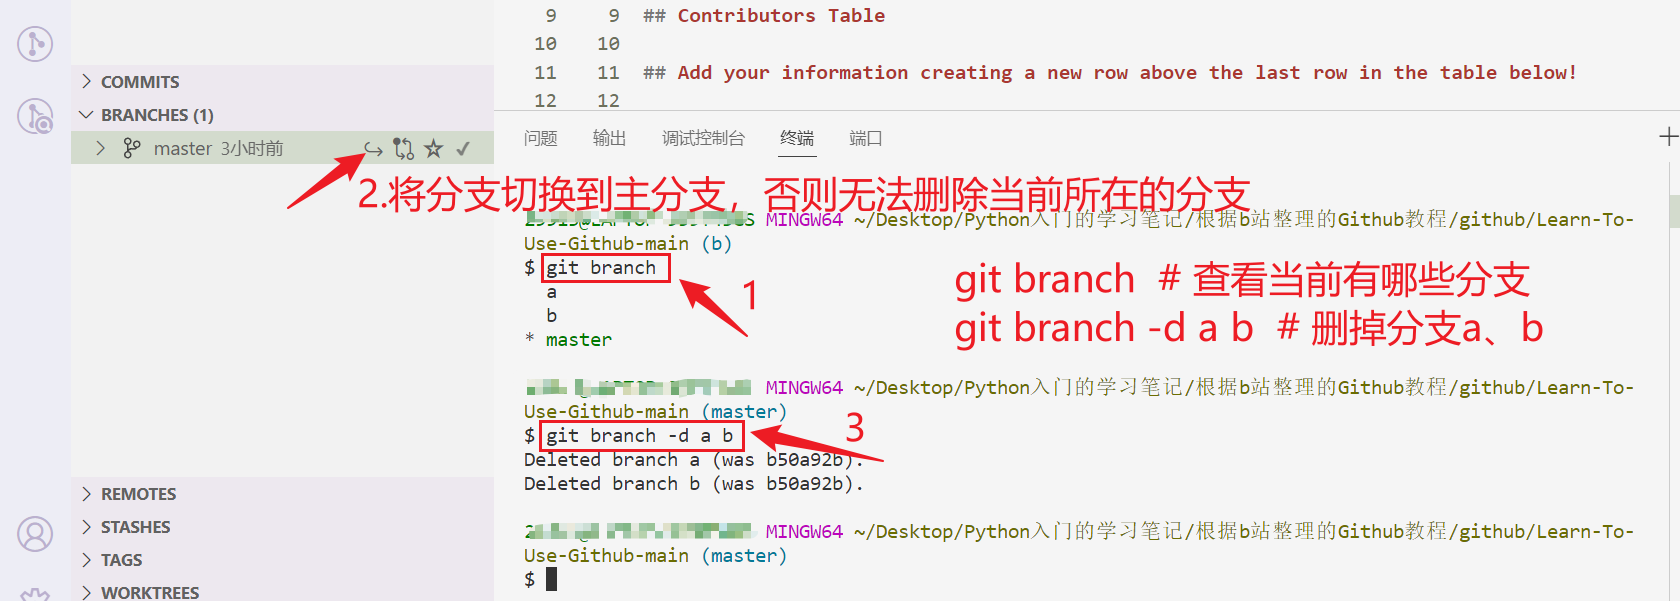 9 9 ## Contributors Table
10 10
11 11 ## Add your information creating a new row above the last row in the table below!
12 12
COMMITS
BRANCHES (1)
master 3小时前
REMOTES
STASHES
TAGS
WORKTREES
问题 输出 调试控制台 终端 端口
2.将分支切换到主分支，否则无法删除当前所在的分支
MINGW64 ~/Desktop/Python入门的学习笔记/根据b站整理的Github教程/github/Learn-To-
Use-Github-main (b)
$ git branch
1
a
b
* master
git branch # 查看当前有哪些分支
git branch -d a b # 删掉分支a、b
MINGW64 ~/Desktop/Python入门的学习笔记/根据b站整理的Github教程/github/Learn-To-
Use-Github-main (master)
$ git branch -d a b
3
Deleted branch a (was b50a92b).
Deleted branch b (was b50a92b).
MINGW64 ~/Desktop/Python入门的学习笔记/根据b站整理的Github教程/github/Learn-To-
Use-Github-main (master)
$